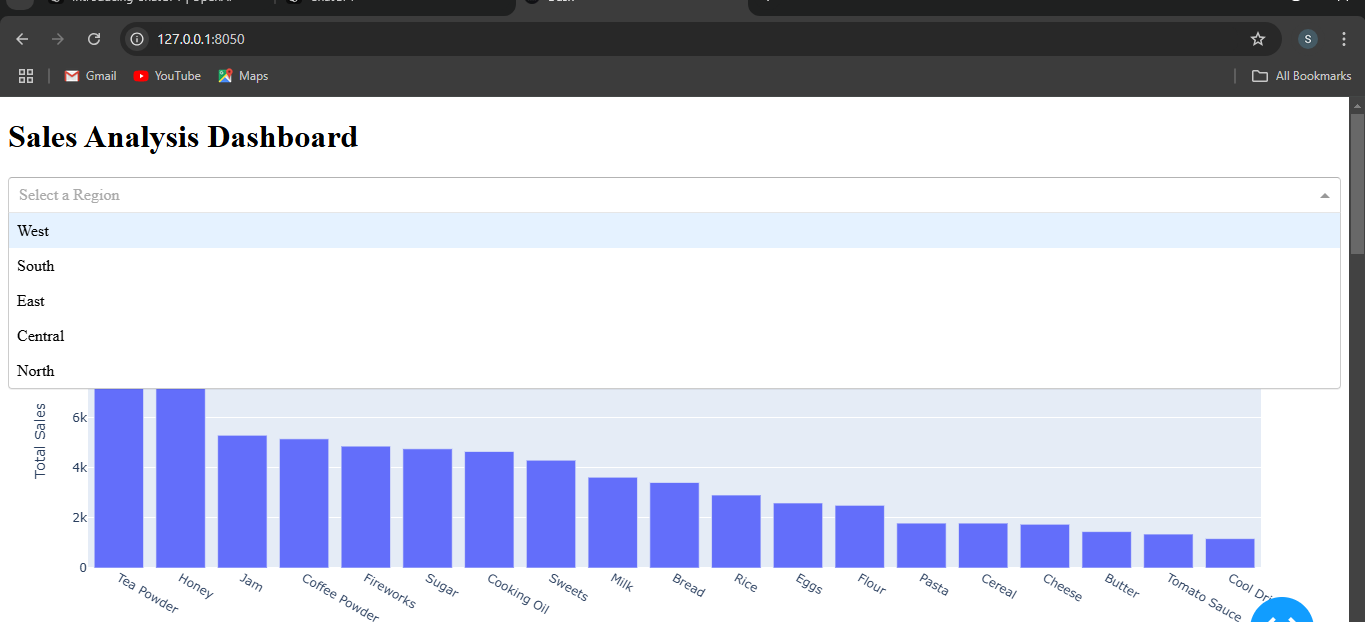 127.0.0.1:8050
S
Gmail YouTube Maps All Bookmarks
Sales Analysis Dashboard
Select a Region
West
South
East
Central
North
Total Sales
6k
4k
2k
0
Tea Powder Honey Jam Coffee Powder Fireworks Sugar Cooking Oil Sweets Milk Bread Rice Eggs Flour Pasta Cereal Cheese Butter Tomato Sauce Cool